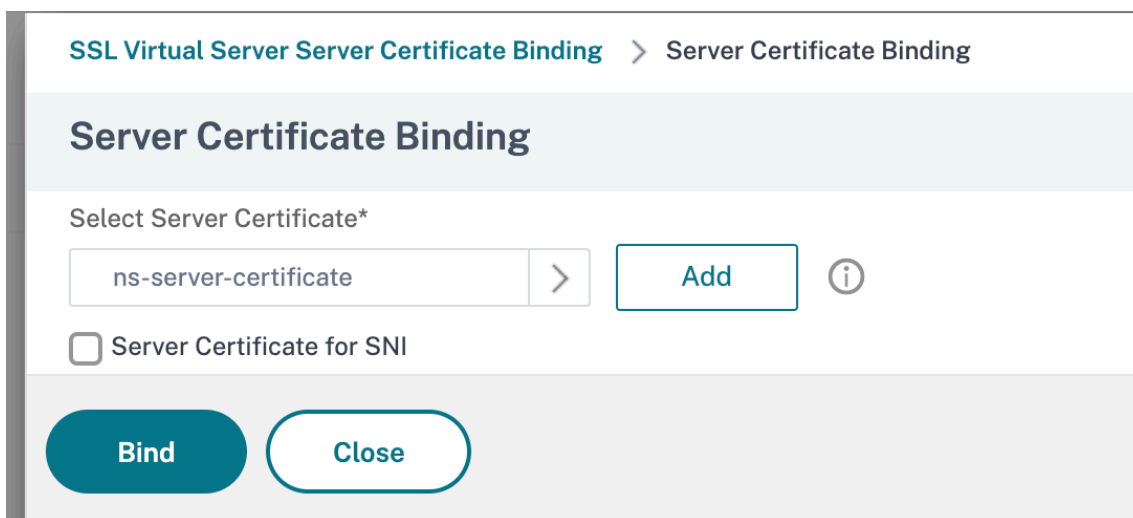 SSL Virtual Server Server Certificate Binding > Server Certificate Binding
Server Certificate Binding
Select Server Certificate*
ns-server-certificate > Add
Server Certificate for SNI
Bind Close